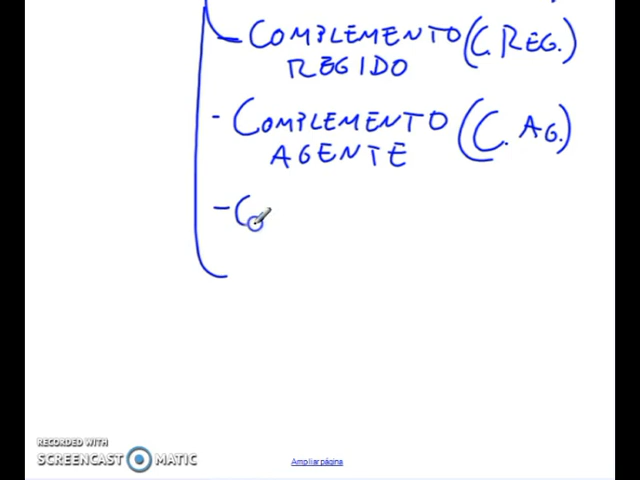 COMPLEMENTO (C. REG.)
REGIDO
- COMPLEMENTO (C. AG.)
AGENTE
- C
RECORDED WITH
SCREENCAST MATIC
Ampliar página